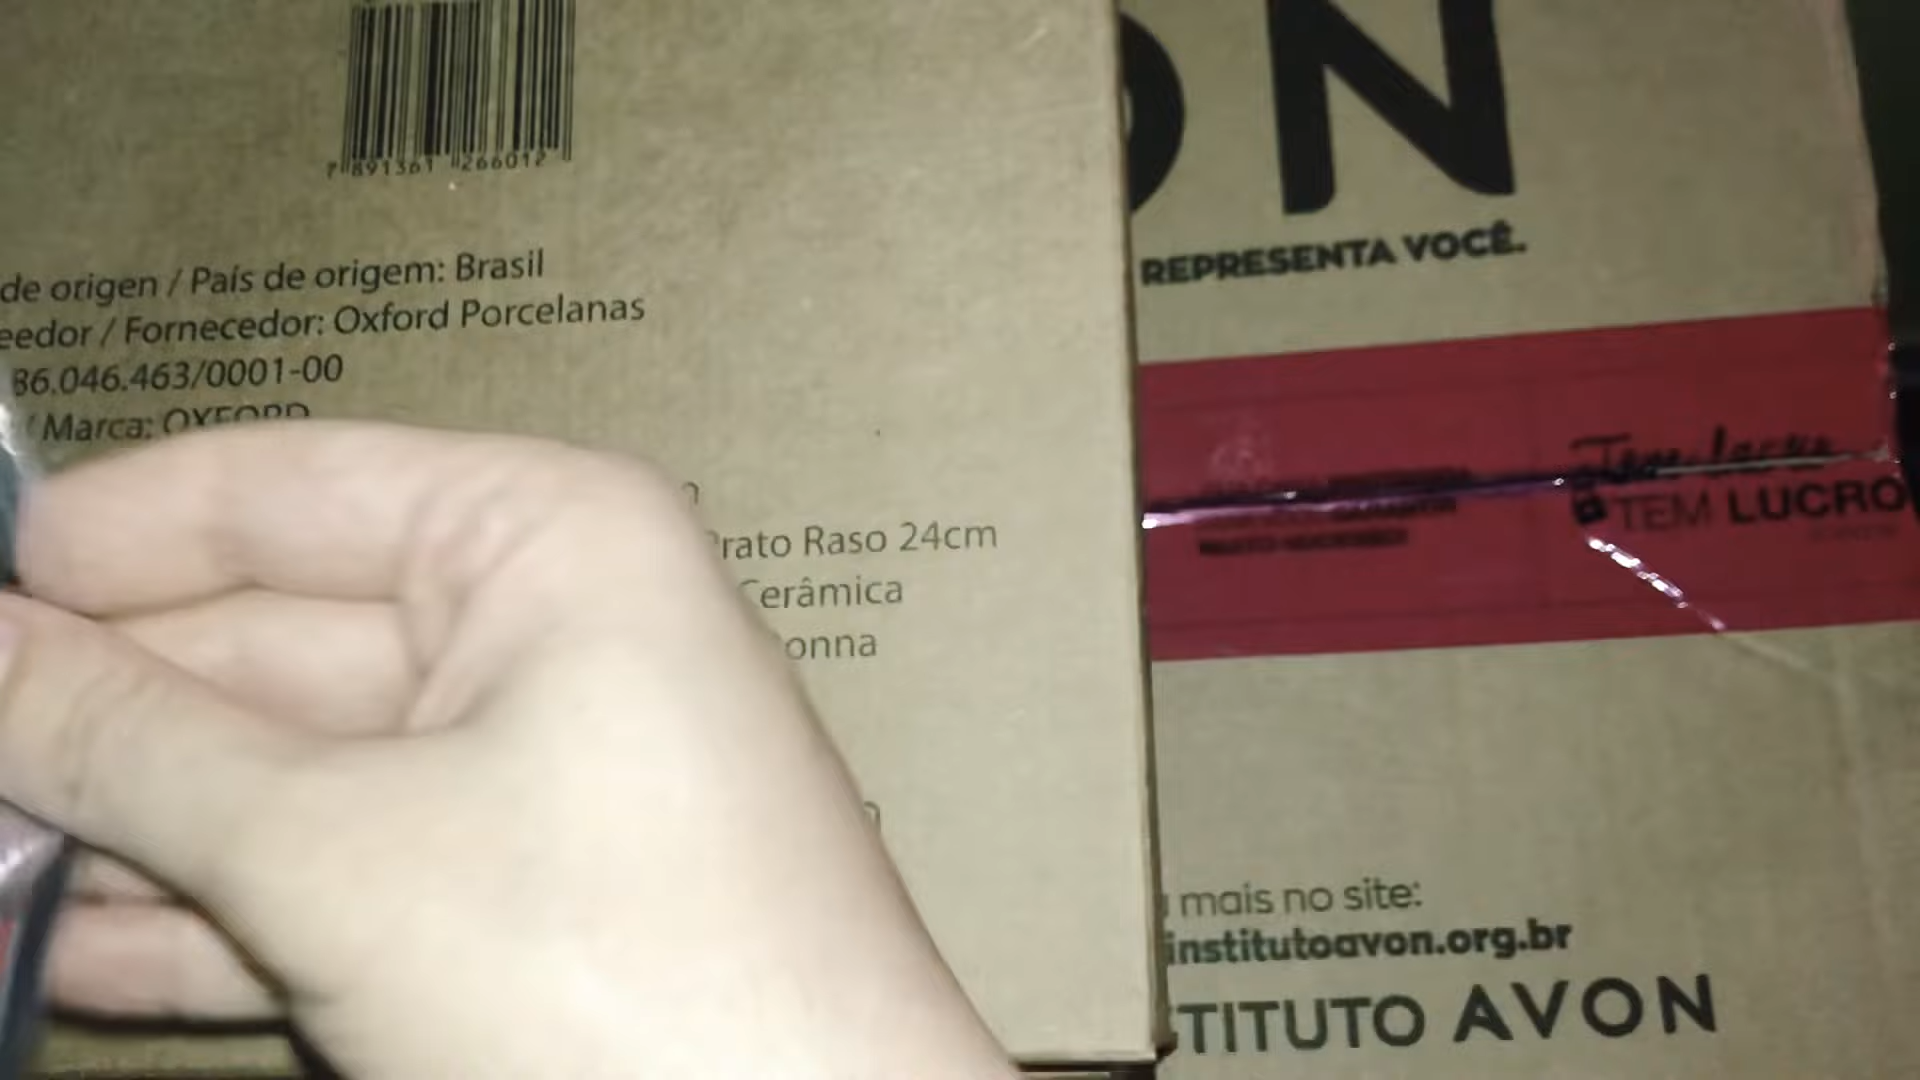 7 891361 266012
de origen / País de origem: Brasil
eedor / Fornecedor: Oxford Porcelanas
86.046.463/0001-00
/ Marca: OXFORD
Prato Raso 24cm
Cerâmica
onna
ON
REPRESENTA VOCÊ.
TEM LUCRO
mais no site:
institutoavon.org.br
STITUTO AVON